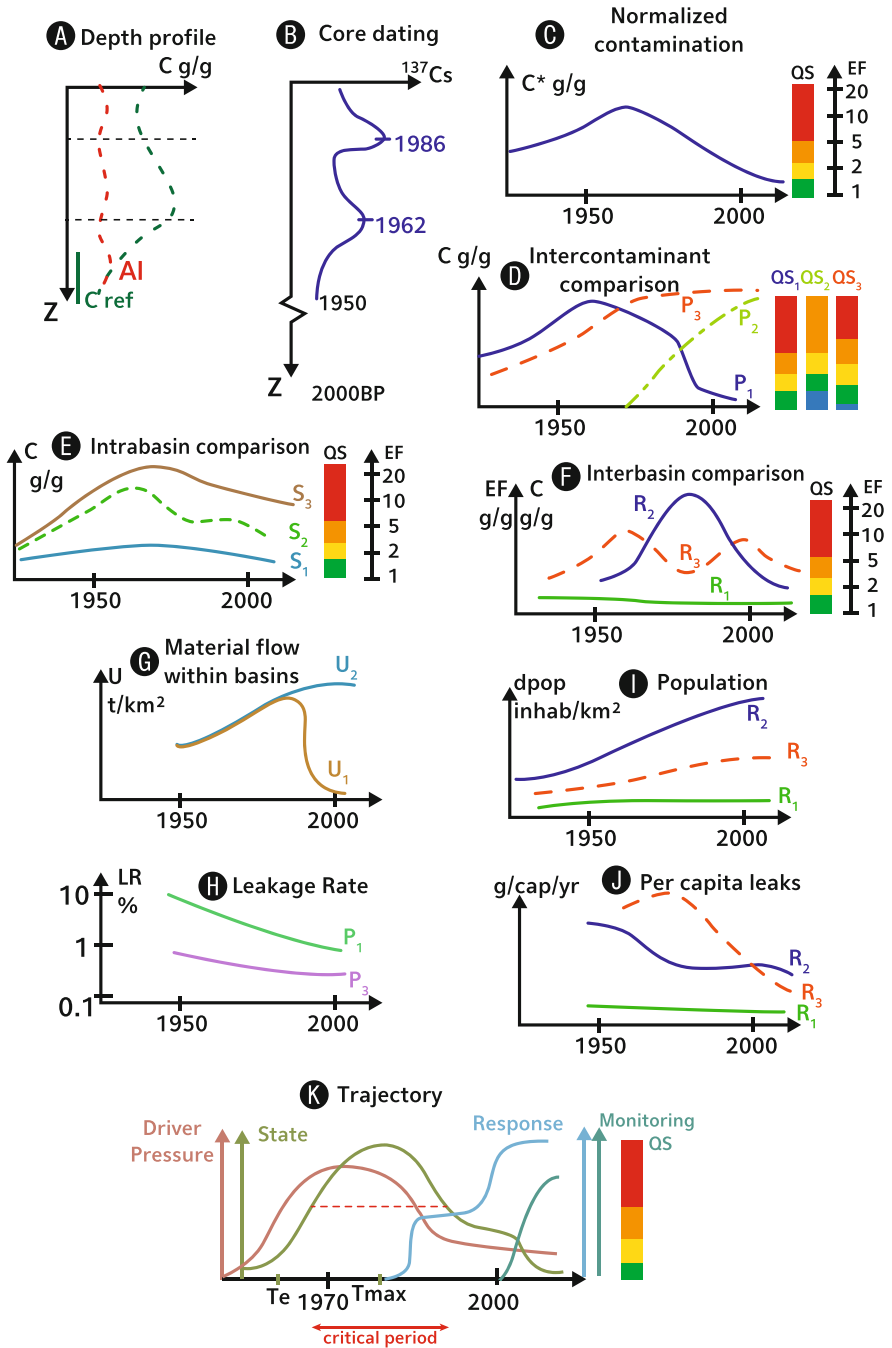 A Depth profile
C g/g
Al
C ref
Z
B Core dating
137Cs
1986
1962
1950
Z
2000BP
C Normalized
contamination
C* g/g
QS
EF
20
10
5
2
1
1950
2000
D Intercontaminant
comparison
C g/g
P3
P2
P1
QS1 QS2 QS3
1950
2000
E Intrabasin comparison
C
g/g
S3
S2
S1
QS
EF
20
10
5
2
1
1950
2000
F Interbasin comparison
EF C
g/g g/g
R2
R3
R1
QS
EF
20
10
5
2
1
1950
2000
G Material flow
within basins
U
t/km2
U2
U1
1950
2000
I Population
dpop
inhab/km2
R2
R3
R1
1950
2000
H Leakage Rate
LR
%
10
1
0.1
P1
P3
1950
2000
J Per capita leaks
g/cap/yr
R2
R3
R1
1950
2000
K Trajectory
Driver
Pressure
State
Response
Monitoring
QS
Te
1970
Tmax
2000
critical period